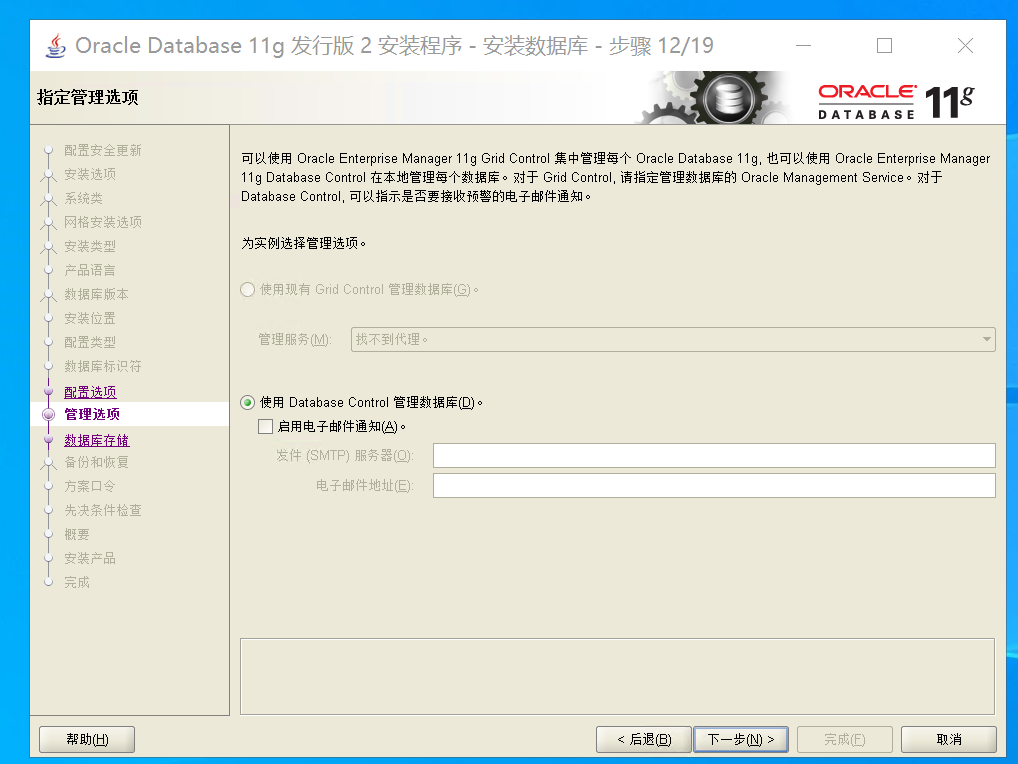 Oracle Database 11g 发行版 2 安装程序 - 安装数据库 - 步骤 12/19
指定管理选项
ORACLE
DATABASE
11g
配置安全更新
安装选项
系统类
网格安装选项
安装类型
产品语言
数据库版本
安装位置
配置类型
数据库标识符
配置选项
管理选项
数据库存储
备份和恢复
方案口令
先决条件检查
概要
安装产品
完成
可以使用 Oracle Enterprise Manager 11g Grid Control 集中管理每个 Oracle Database 11g, 也可以使用 Oracle Enterprise Manager
11g Database Control 在本地管理每个数据库。对于 Grid Control, 请指定管理数据库的 Oracle Management Service。对于
Database Control, 可以指示是否要接收预警的电子邮件通知。
为实例选择管理选项。
使用现有 Grid Control 管理数据库(G)。
管理服务(M): 找不到代理。
使用 Database Control 管理数据库(D)。
启用电子邮件通知(A)。
发件 (SMTP) 服务器(O):
电子邮件地址(E):
帮助(H) < 后退(B) 下一步(N) > 完成(F) 取消